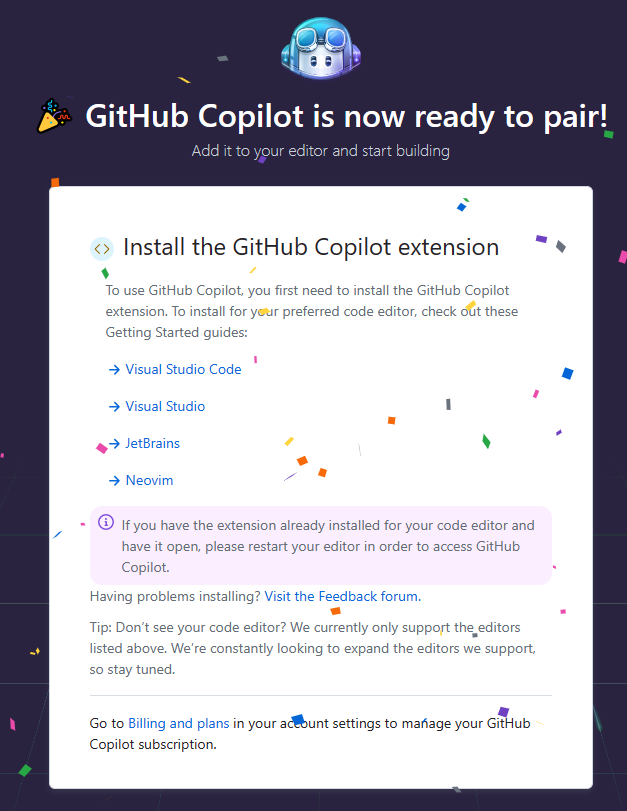 GitHub Copilot is now ready to pair!
Add it to your editor and start building
Install the GitHub Copilot extension
To use GitHub Copilot, you first need to install the GitHub Copilot
extension. To install for your preferred code editor, check out these
Getting Started guides:
→ Visual Studio Code
→ Visual Studio
→ JetBrains
→ Neovim
If you have the extension already installed for your code editor and
have it open, please restart your editor in order to access GitHub
Copilot.
Having problems installing? Visit the Feedback forum.
Tip: Don’t see your code editor? We currently only support the editors
listed above. We’re constantly looking to expand the editors we support,
so stay tuned.
Go to Billing and plans in your account settings to manage your GitHub
Copilot subscription.